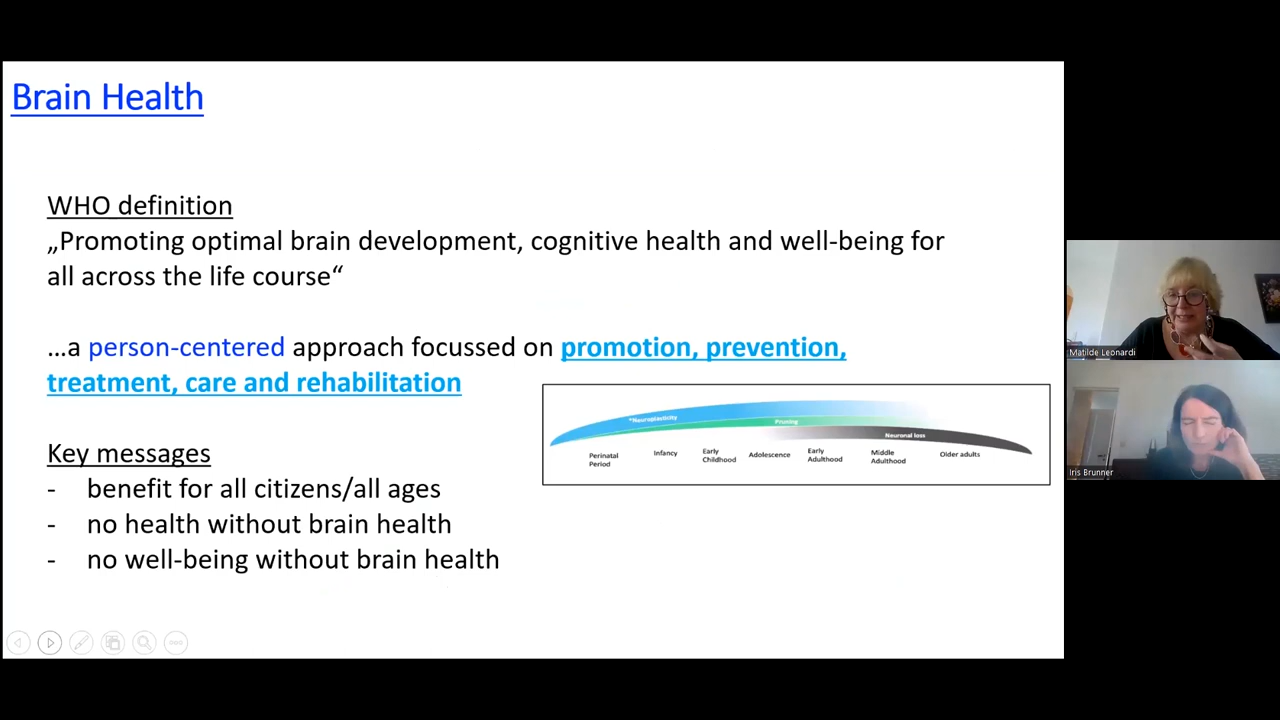 Brain Health
WHO definition
„Promoting optimal brain development, cognitive health and well-being for
all across the life course“
...a person-centered approach focussed on promotion, prevention,
treatment, care and rehabilitation
*Neuroplasticity
Pruning
Neuronal loss
Perinatal
Period
Infancy
Early
Childhood
Adolescence
Early
Adulthood
Middle
Adulthood
Older adults
Key messages
- benefit for all citizens/all ages
- no health without brain health
- no well-being without brain health
Matilde Leonardi
Iris Brunner